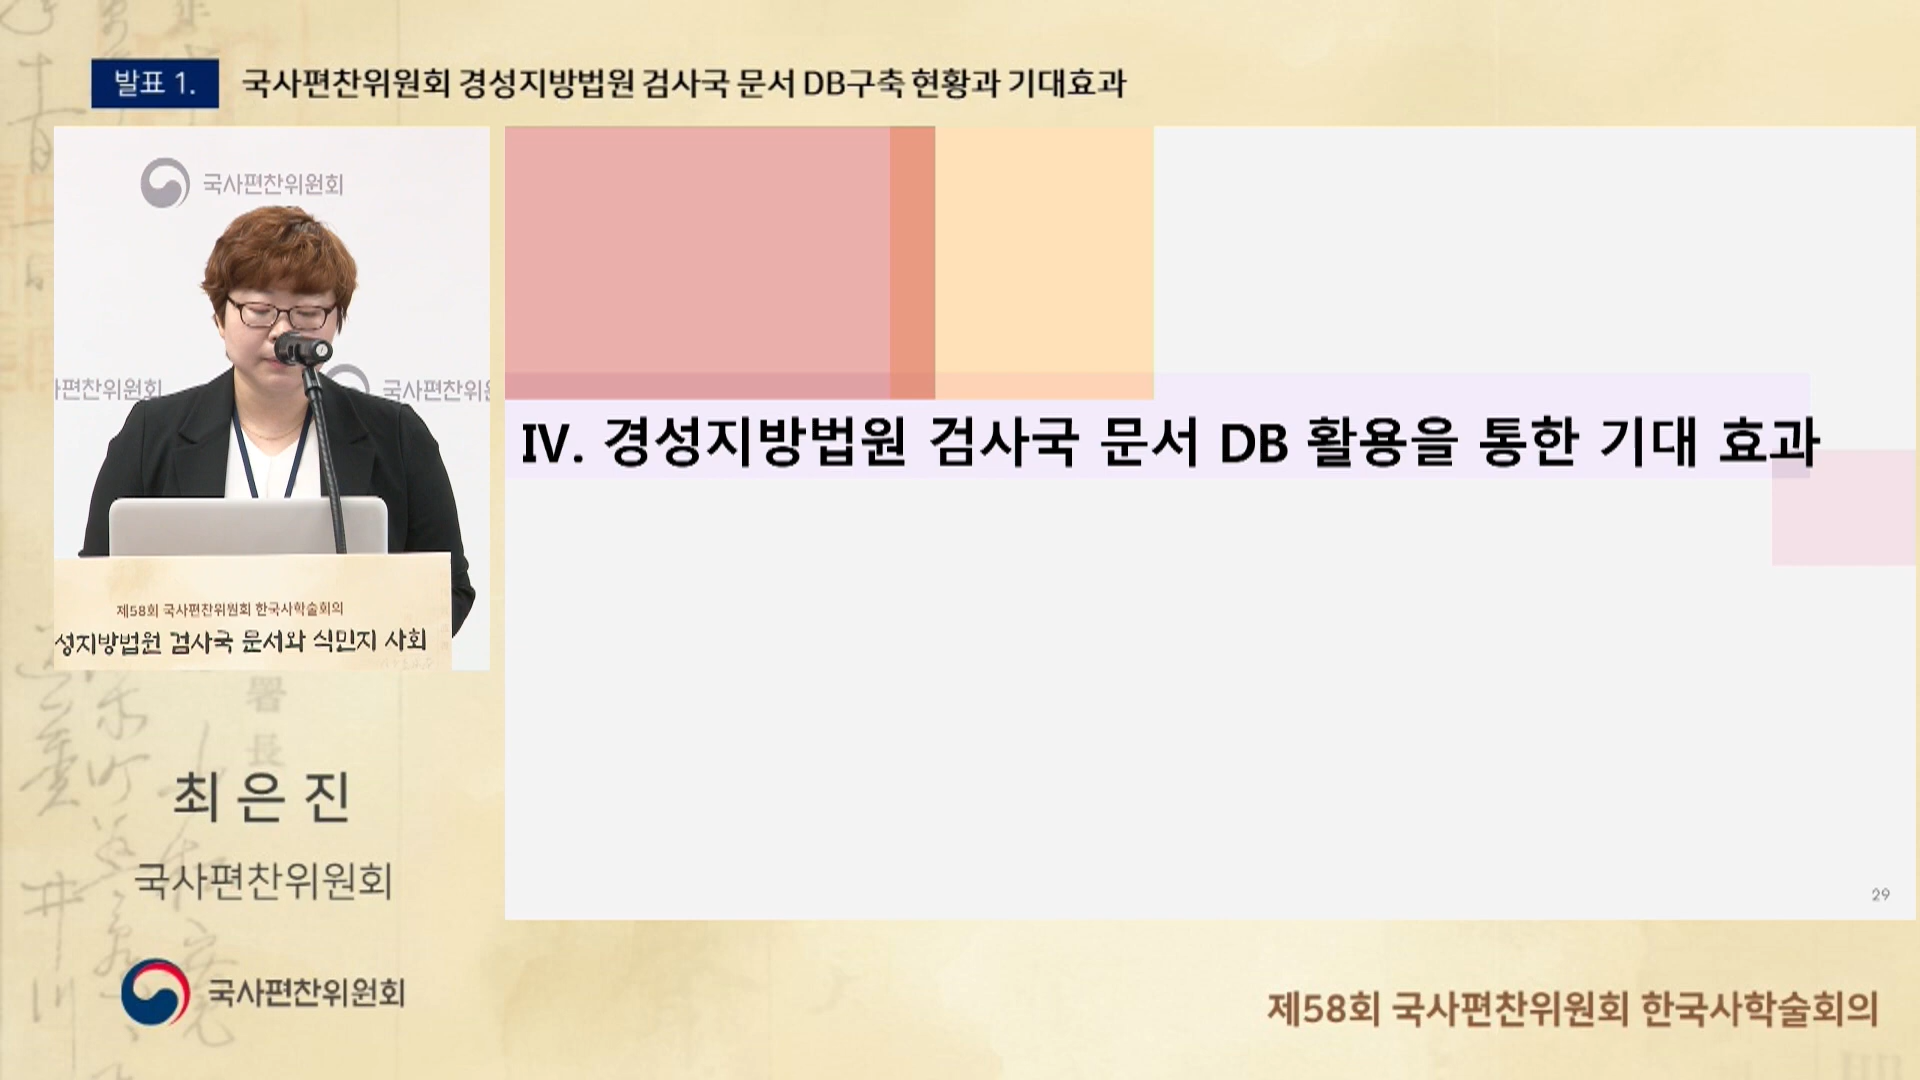 발표 1. 국사편찬위원회 경성지방법원 검사국 문서 DB구축 현황과 기대효과
국사편찬위원회
편찬위원회 국사편찬위원
제58회 국사편찬위원회 한국사학술회의
성지방법원 검사국 문서와 식민지 사회
IV. 경성지방법원 검사국 문서 DB 활용을 통한 기대 효과
29
署
長
최은진
국사편찬위원회
국사편찬위원회
제58회 국사편찬위원회 한국사학술회의